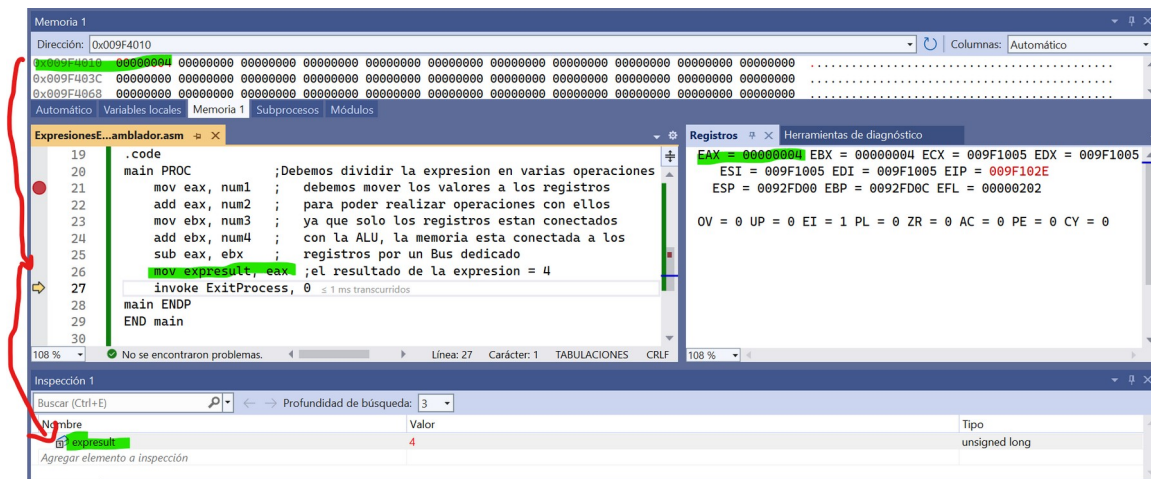 Memoria 1
Dirección: 0x009F4010 Columnas: Automático
0x009F4010 00000004 00000000 00000000 00000000 00000000 00000000 00000000 00000000 00000000 00000000 00000000
0x009F403C 00000000 00000000 00000000 00000000 00000000 00000000 00000000 00000000 00000000 00000000 00000000 ............................................
0x009F4068 00000000 00000000 00000000 00000000 00000000 00000000 00000000 00000000 00000000 00000000 00000000 ............................................
Automático Variables locales Memoria 1 Subprocesos Módulos
ExpresionesE...amblador.asm
19 .code
20 main PROC ;Debemos dividir la expresion en varias operaciones
21 mov eax, num1 ; debemos mover los valores a los registros
22 add eax, num2 ; para poder realizar operaciones con ellos
23 mov ebx, num3 ; ya que solo los registros estan conectados
24 add ebx, num4 ; con la ALU, la memoria esta conectada a los
25 sub eax, ebx ; registros por un Bus dedicado
26 mov expresult, eax ;el resultado de la expresion = 4
27 invoke ExitProcess, 0 ≤ 1 ms transcurridos
28 main ENDP
29 END main
30
108 % No se encontraron problemas. Línea: 27 Carácter: 1 TABULACIONES CRLF
Registros Herramientas de diagnóstico
EAX = 00000004 EBX = 00000004 ECX = 009F1005 EDX = 009F1005
ESI = 009F1005 EDI = 009F1005 EIP = 009F102E
ESP = 0092FD00 EBP = 0092FD0C EFL = 00000202
OV = 0 UP = 0 EI = 1 PL = 0 ZR = 0 AC = 0 PE = 0 CY = 0
108 %
Inspección 1
Buscar (Ctrl+E) Profundidad de búsqueda: 3
Nombre Valor Tipo
expresult 4 unsigned long
Agregar elemento a inspección